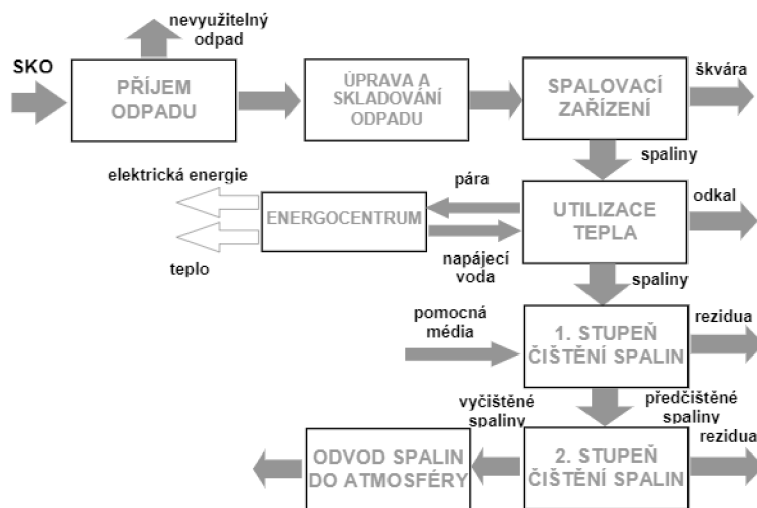 nevyužitelný
odpad
SKO
PŘÍJEM
ODPADU
ÚPRAVA A
SKLADOVÁNÍ
ODPADU
SPALOVACÍ
ZAŘÍZENÍ
škvára
spaliny
elektrická energie
teplo
ENERGOCENTRUM
pára
napájecí
voda
UTILIZACE
TEPLA
odkal
spaliny
pomocná
média
1. STUPEŇ
ČIŠTĚNÍ SPALIN
rezidua
předčištěné
spaliny
vyčištěné
spaliny
ODVOD SPALIN
DO ATMOSFÉRY
2. STUPEŇ
ČIŠTĚNÍ SPALIN
rezidua